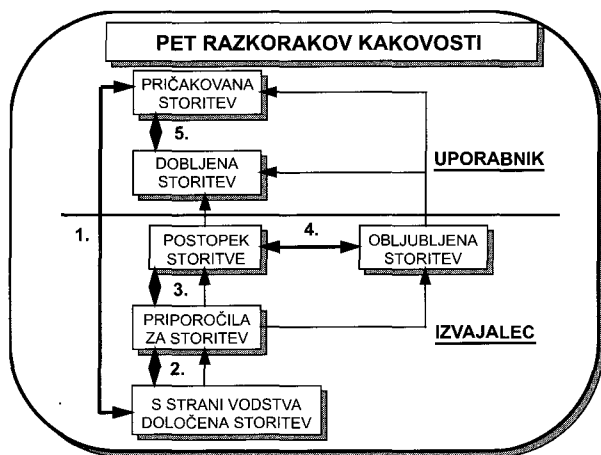 PET RAZKORAKOV KAKOVOSTI
PRIČAKOVANA
STORITEV
5.
DOBLJENA
STORITEV
UPORABNIK
1.
POSTOPEK
STORITVE
4.
OBLJUBLJENA
STORITEV
3.
PRIPOROČILA
ZA STORITEV
IZVAJALEC
2.
S STRANI VODSTVA
DOLOČENA STORITEV